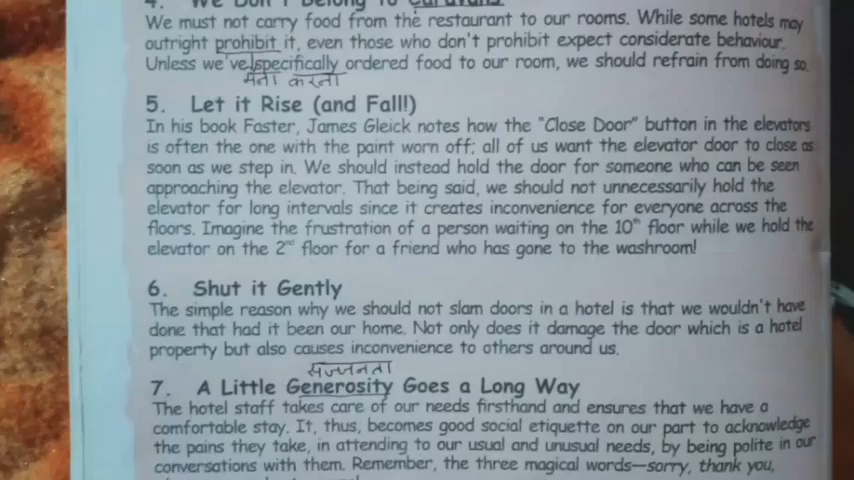 4. We Don't Belong To Caravans
We must not carry food from the restaurant to our rooms. While some hotels may
outright prohibit it, even those who don't prohibit expect considerate behaviour.
Unless we've specifically ordered food to our room, we should refrain from doing so.
मना करना
5. Let it Rise (and Fall!)
In his book Faster, James Gleick notes how the "Close Door" button in the elevators
is often the one with the paint worn off; all of us want the elevator door to close as
soon as we step in. We should instead hold the door for someone who can be seen
approaching the elevator. That being said, we should not unnecessarily hold the
elevator for long intervals since it creates inconvenience for everyone across the
floors. Imagine the frustration of a person waiting on the 10th floor while we hold the
elevator on the 2nd floor for a friend who has gone to the washroom!
6. Shut it Gently
The simple reason why we should not slam doors in a hotel is that we wouldn't have
done that had it been our home. Not only does it damage the door which is a hotel
property but also causes inconvenience to others around us.
सज्जनता
7. A Little Generosity Goes a Long Way
The hotel staff takes care of our needs firsthand and ensures that we have a
comfortable stay. It, thus, becomes good social etiquette on our part to acknowledge
the pains they take, in attending to our usual and unusual needs, by being polite in our
conversations with them. Remember, the three magical words—sorry, thank you,